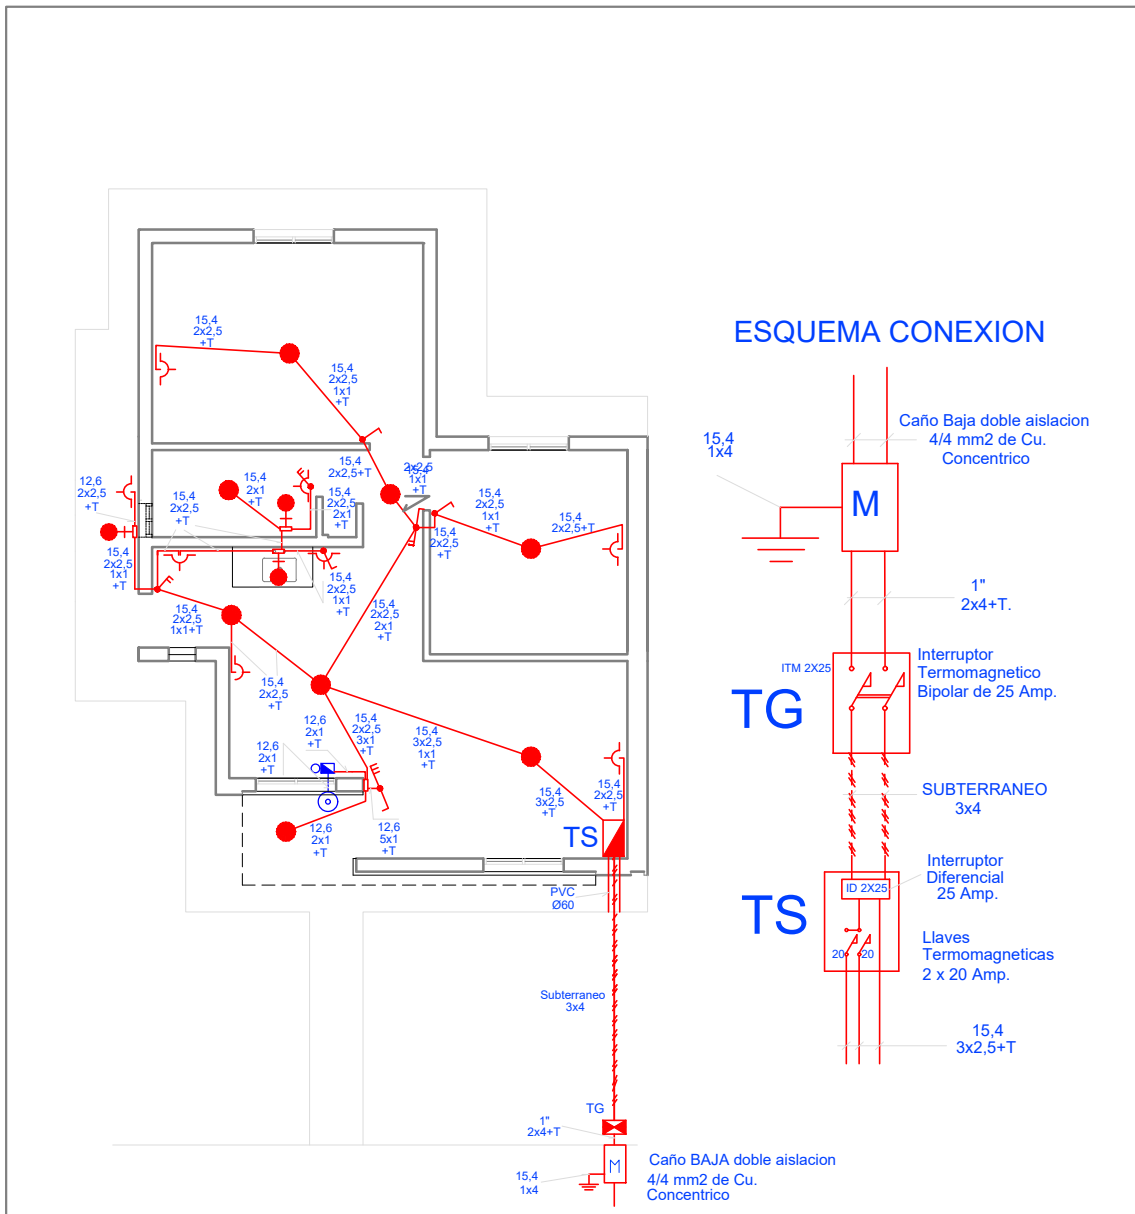 15,4
2x2,5
+T
15,4
2x2,5
1x1
+T
12,6
2x2,5
+T
15,4
2x2,5
+T
15,4
2x1
+T
15,4
2x2,5
2x1
+T
15,4
2x2,5+T
2x2,5
15,4
1x1
+T
15,4
2x2,5
1x1
+T
15,4
2x2,5+T
15,4
2x2,5
+T
15,4
2x2,5
1x1
+T
15,4
2x2,5
1x1
+T
15,4
2x2,5
1x1+T
15,4
2x2,5
2x1
+T
15,4
2x2,5
+T
12,6
2x1
+T
12,6
2x1
+T
15,4
2x2,5
3x1
+T
15,4
3x2,5
1x1
+T
15,4
3x2,5
+T
15,4
2x2,5
+T
12,6
2x1
+T
12,6
5x1
+T
TS
PVC
Ø60
Subterraneo
3x4
TG
1"
2x4+T
M
15,4
1x4
Caño BAJA doble aislacion
4/4 mm2 de Cu.
Concentrico
ESQUEMA CONEXION
Caño Baja doble aislacion
4/4 mm2 de Cu.
Concentrico
15,4
1x4
M
1"
2x4+T.
ITM 2X25
TG
Interruptor
Termomagnetico
Bipolar de 25 Amp.
SUBTERRANEO
3x4
Interruptor
Diferencial
25 Amp.
ID 2X25
TS
20
20
Llaves
Termomagneticas
2 x 20 Amp.
15,4
3x2,5+T